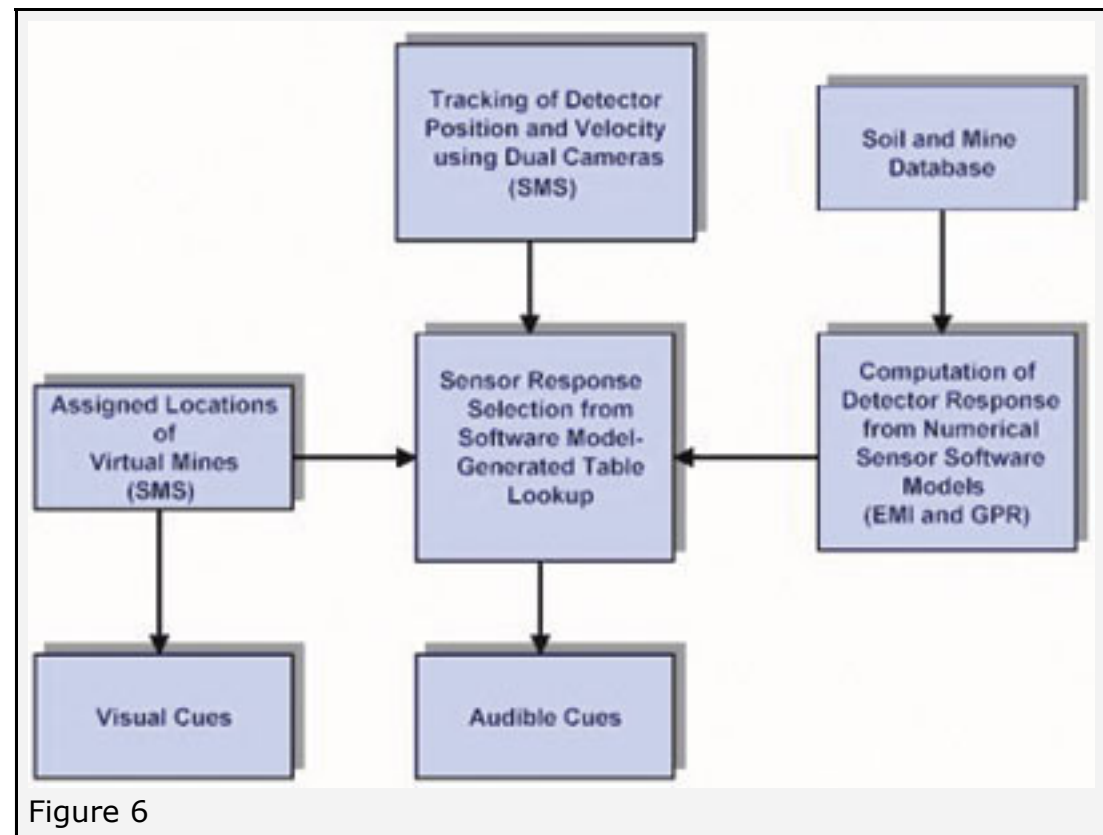 Tracking of Detector
Position and Velocity
using Dual Cameras
(SMS)
Soil and Mine
Database
Assigned Locations
of
Virtual Mines
(SMS)
Sensor Response
Selection from
Software Model-
Generated Table
Lookup
Computation of
Detector Response
from Numerical
Sensor Software
Models
(EMI and GPR)
Visual Cues
Audible Cues
Figure 6